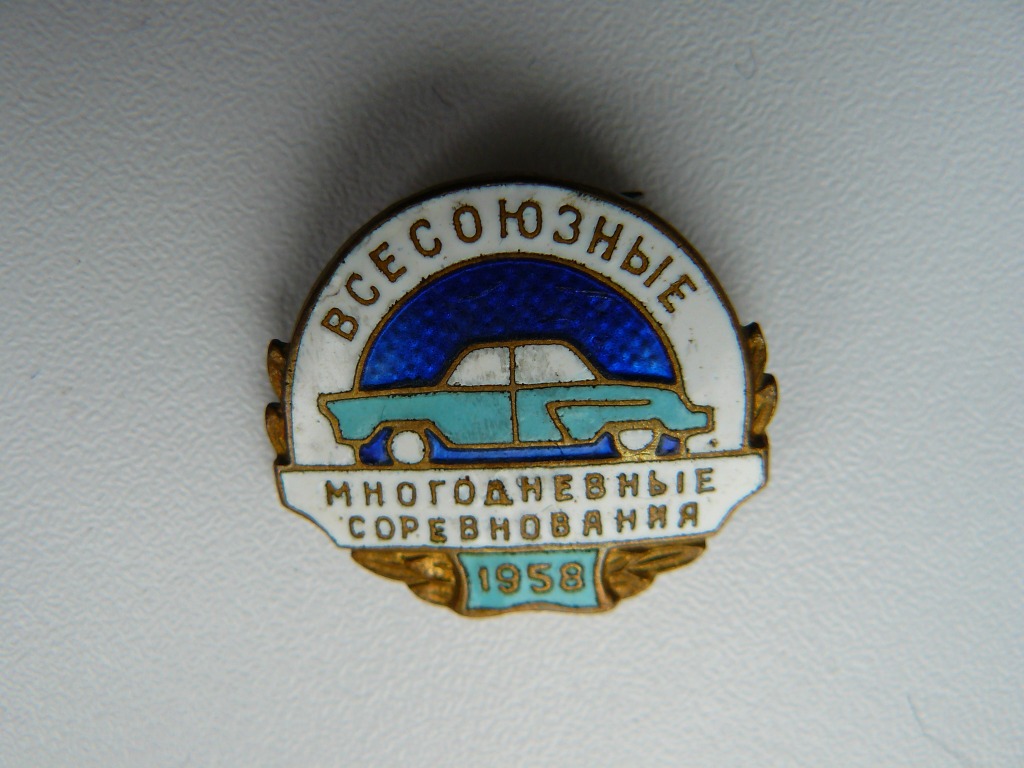 ВСЕСОЮЗНЫЕ
МНОГОДНЕВНЫЕ
СОРЕВНОВАНИЯ
1958